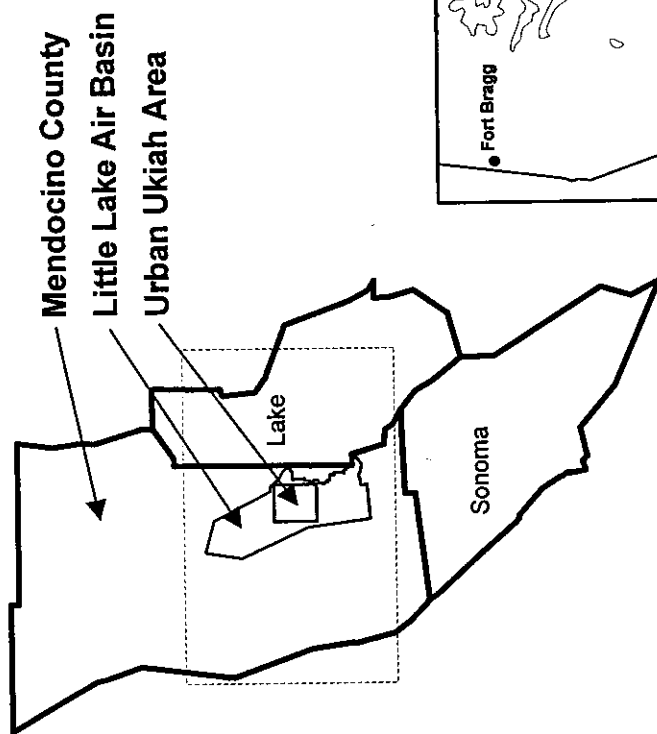 Mendocino County
Little Lake Air Basin
Urban Ukiah Area
Lake
Sonoma
Fort Bragg